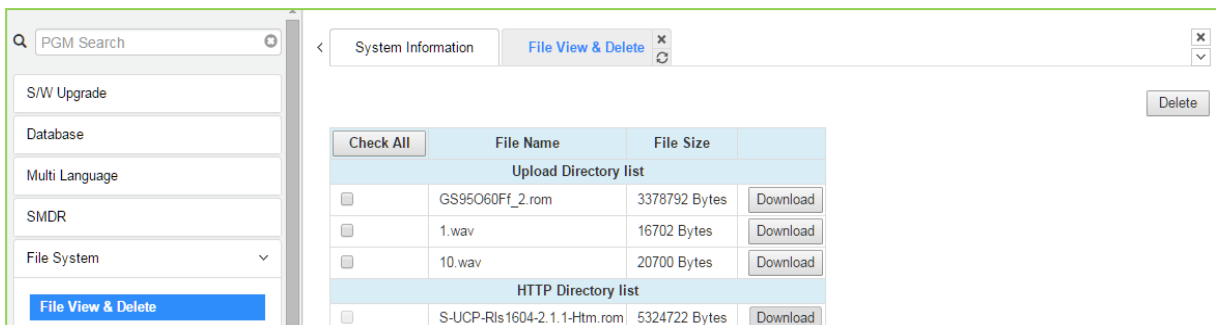 PGM Search
S/W Upgrade
Database
Multi Language
SMDR
File System
File View & Delete
System Information
File View & Delete
Delete
Check All File Name File Size
Upload Directory list
GS95O60Ff_2.rom 3378792 Bytes Download
1.wav 16702 Bytes Download
10.wav 20700 Bytes Download
HTTP Directory list
S-UCP-Rls1604-2.1.1-Htm.rom 5324722 Bytes Download